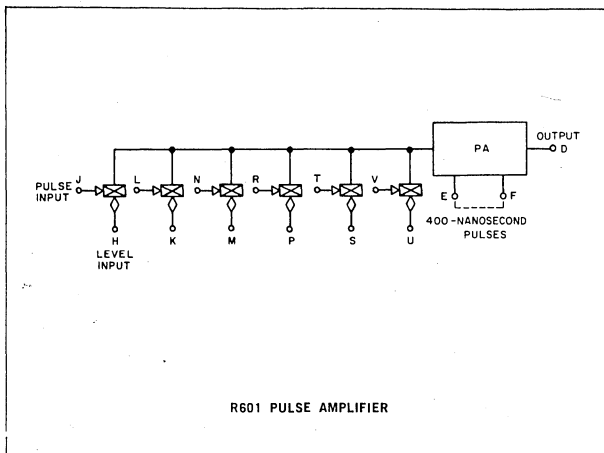 PA
OUTPUT
D
J
L
N
R
T
V
PULSE
INPUT
E
F
400-NANOSECOND
PULSES
H
K
M
P
S
U
LEVEL
INPUT
R601 PULSE AMPLIFIER